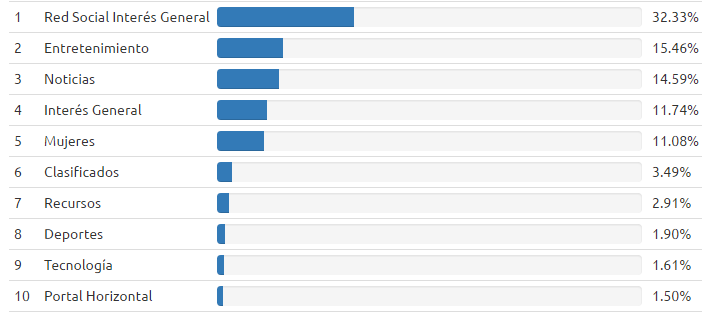 1 Red Social Interés General 32.33%
2 Entretenimiento 15.46%
3 Noticias 14.59%
4 Interés General 11.74%
5 Mujeres 11.08%
6 Clasificados 3.49%
7 Recursos 2.91%
8 Deportes 1.90%
9 Tecnología 1.61%
10 Portal Horizontal 1.50%